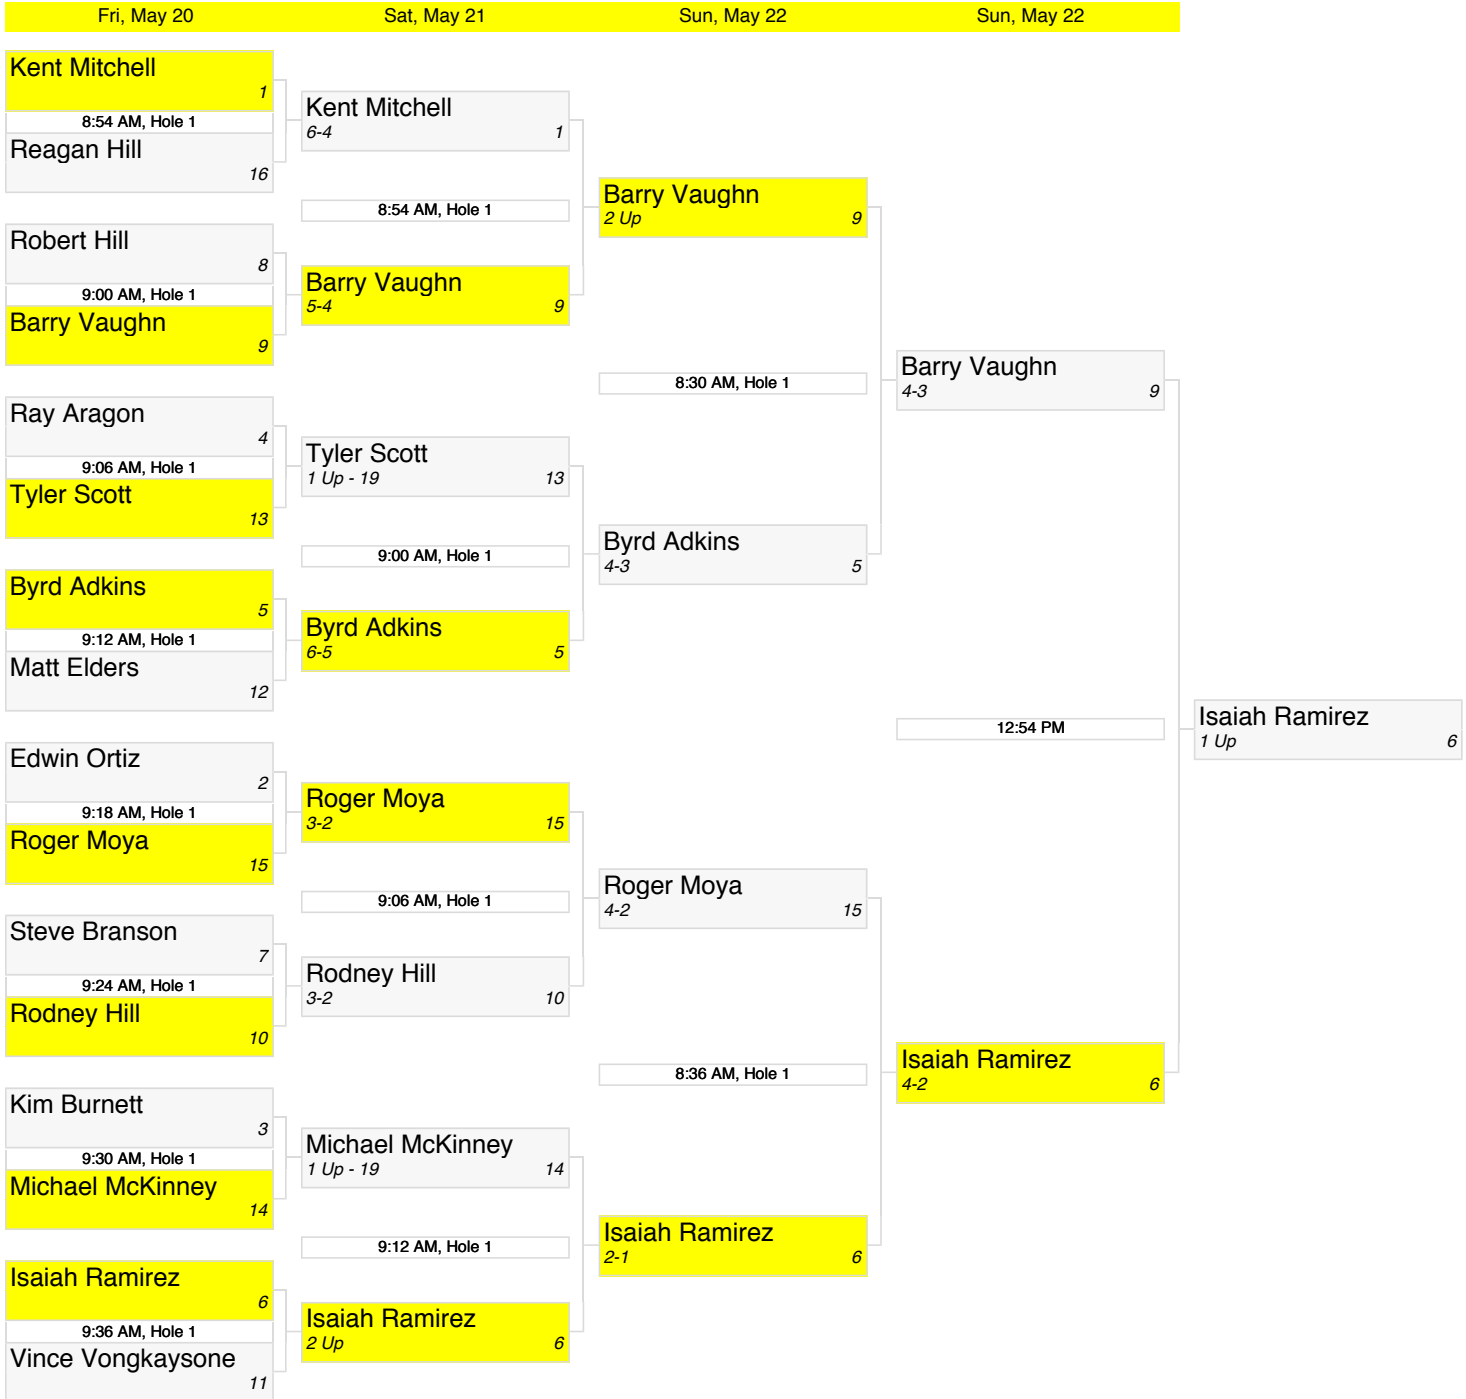 Fri, May 20
Sat, May 21
Sun, May 22
Sun, May 22
Kent Mitchell
1
8:54 AM, Hole 1
Reagan Hill
16
Robert Hill
8
9:00 AM, Hole 1
Barry Vaughn
9
Ray Aragon
4
9:06 AM, Hole 1
Tyler Scott
13
Byrd Adkins
5
9:12 AM, Hole 1
Matt Elders
12
Edwin Ortiz
2
9:18 AM, Hole 1
Roger Moya
15
Steve Branson
7
9:24 AM, Hole 1
Rodney Hill
10
Kim Burnett
3
9:30 AM, Hole 1
Michael McKinney
14
Isaiah Ramirez
6
9:36 AM, Hole 1
Vince Vongkaysone
11
Kent Mitchell
6-4 1
8:54 AM, Hole 1
Barry Vaughn
5-4 9
Tyler Scott
1 Up - 19 13
9:00 AM, Hole 1
Byrd Adkins
6-5 5
Roger Moya
3-2 15
9:06 AM, Hole 1
Rodney Hill
3-2 10
Michael McKinney
1 Up - 19 14
9:12 AM, Hole 1
Isaiah Ramirez
2 Up 6
Barry Vaughn
2 Up 9
8:30 AM, Hole 1
Byrd Adkins
4-3 5
Roger Moya
4-2 15
8:36 AM, Hole 1
Isaiah Ramirez
2-1 6
Barry Vaughn
4-3 9
12:54 PM
Isaiah Ramirez
4-2 6
Isaiah Ramirez
1 Up 6